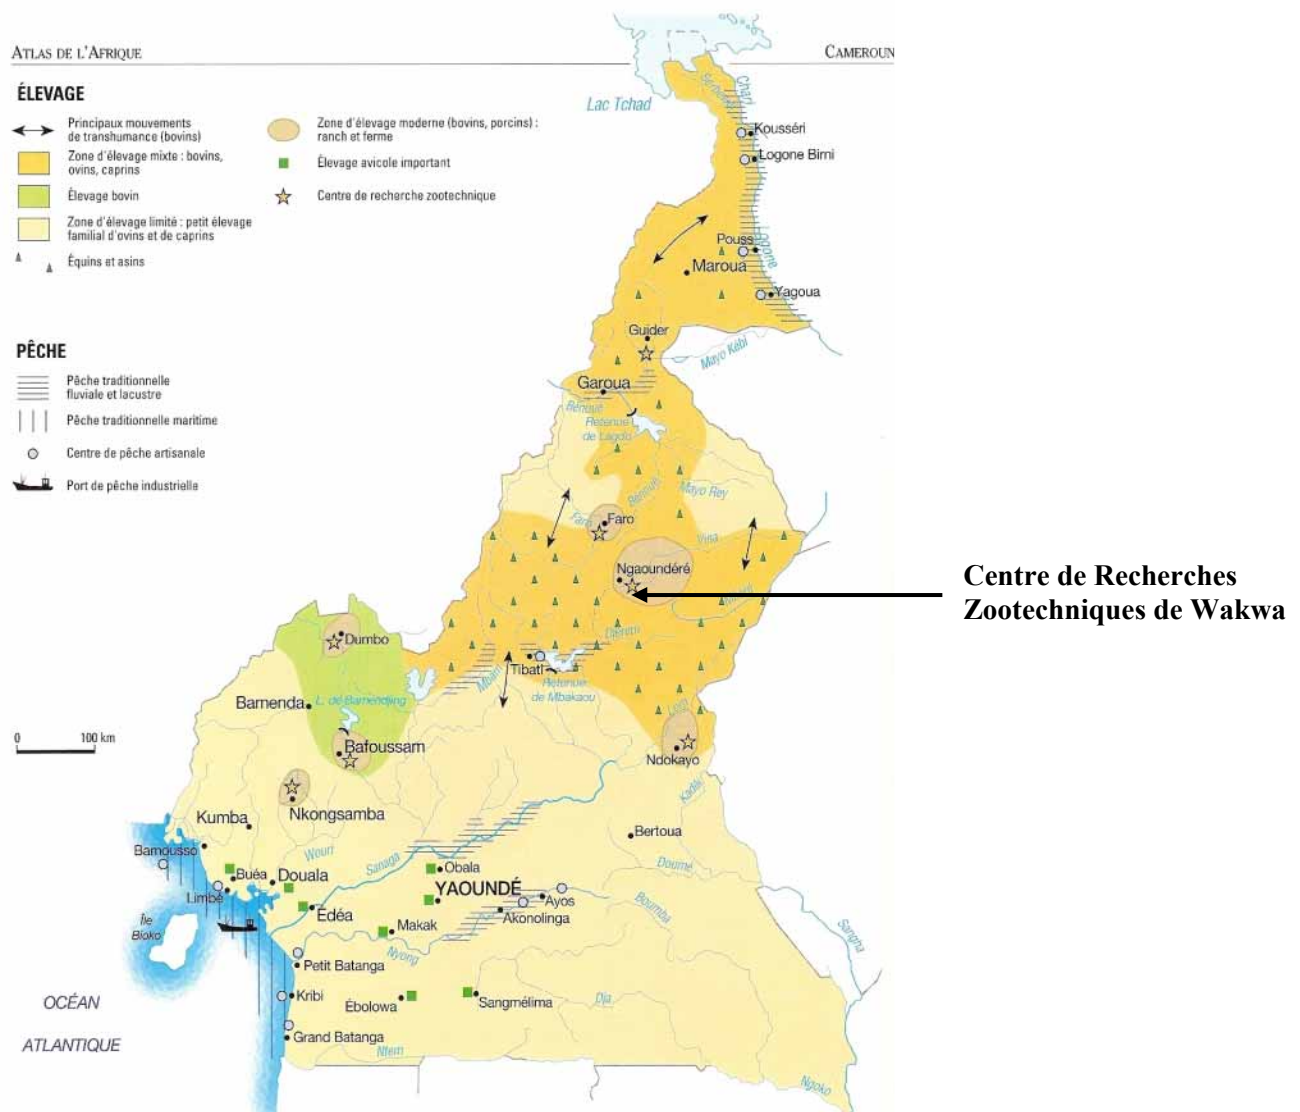 ATLAS DE L'AFRIQUE
CAMEROUN
ÉLEVAGE
Principaux mouvements
de transhumance (bovins)
Zone d'élevage mixte : bovins,
ovins, caprins
Élevage bovin
Zone d'élevage limité : petit élevage
familial d'ovins et de caprins
Équins et asins
Zone d'élevage moderne (bovins, porcins) :
ranch et ferme
Élevage avicole important
Centre de recherche zootechnique
PÊCHE
Pêche traditionnelle
fluviale et lacustre
Pêche traditionnelle maritime
Centre de pêche artisanale
Port de pêche industrielle
0 100 km
Lac Tchad
Chari
Kousséri
Logone Birni
Pouss
Logone
Maroua
Yagoua
Guider
Mayo Kébi
Garoua
Bénoué
Retenue
de Lagdo
Bénoué
Mayo Rey
Faro
Faro
Vina
Ngaoundéré
Centre de Recherches
Zootechniques de Wakwa
Djérem
Dumbo
Tibati
Mbam
Retenue
de Mbakaou
Bamenda
L. de Bamendjing
Lom
Bafoussam
Ndokayo
Nkongsamba
Kadéi
Kumba
Bertoua
Bamousso
Wouri
Sanaga
Obala
Doumé
Buéa
Douala
YAOUNDÉ
Limbé
Édéa
Ayos
Akonolinga
Boumba
Makak
Île
Bioko
Nyong
Sangha
Petit Batanga
OCÉAN
Kribi
Ébolowa
Sangmélima
Dja
ATLANTIQUE
Grand Batanga
Ntem
Ngoko